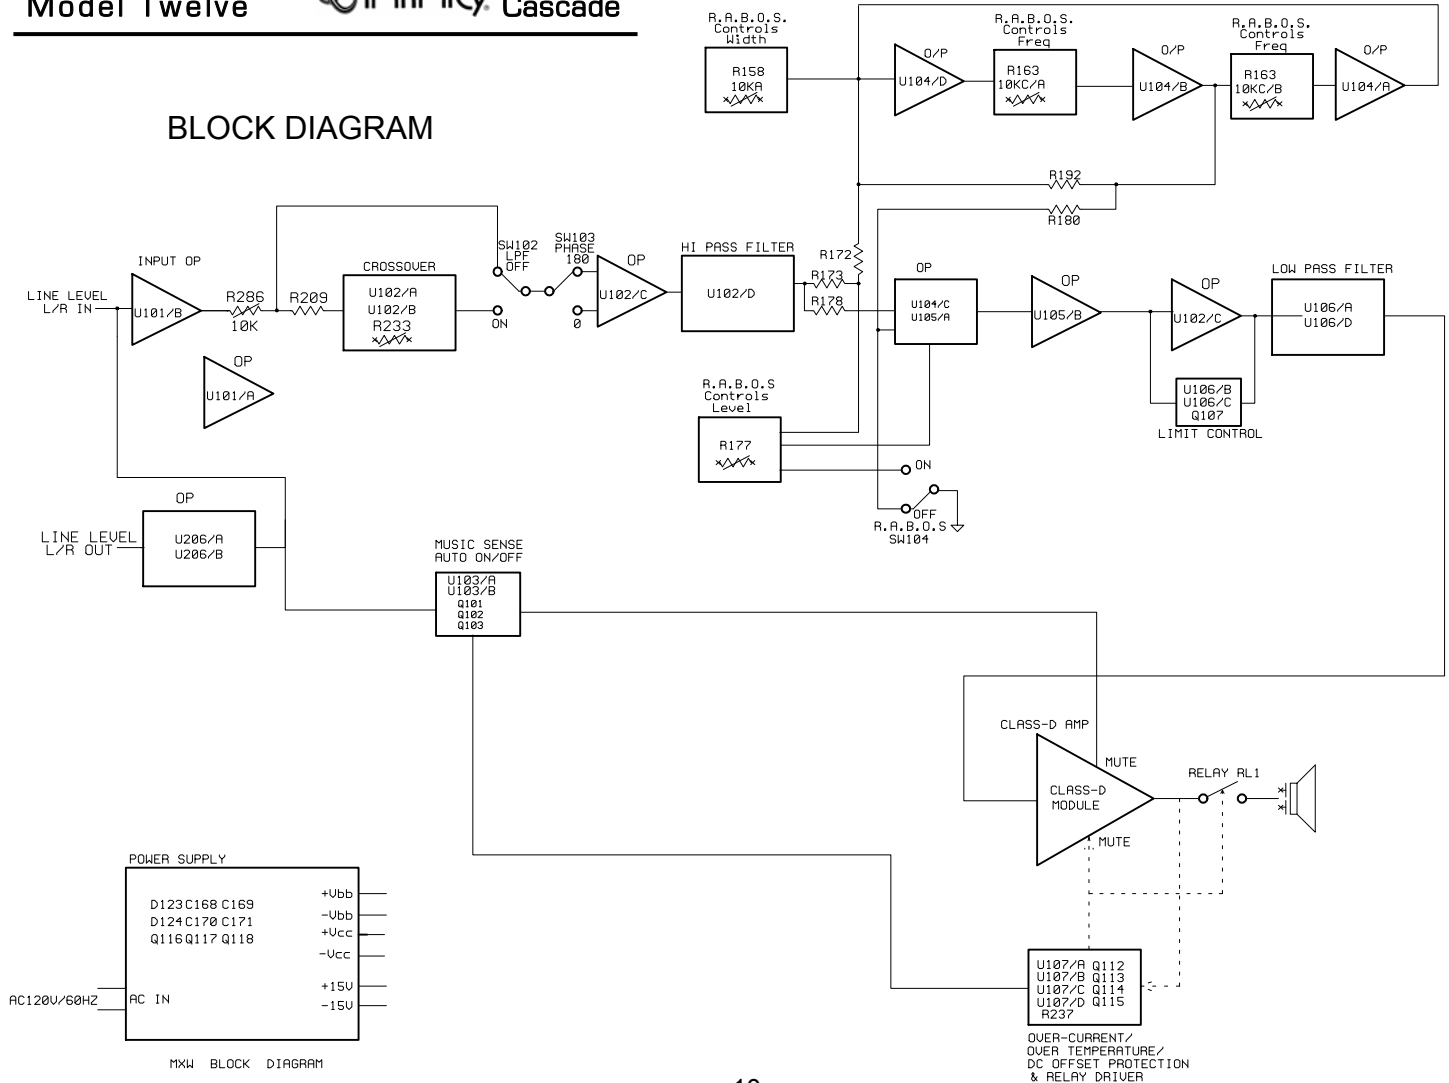 Model Twelve
Infinity. Cascade
BLOCK DIAGRAM
R.A.B.O.S.
Controls
Width
R158
10KA
O/P
U104/D
R.A.B.O.S.
Controls
Freq
R163
10KC/A
O/P
U104/B
R.A.B.O.S.
Controls
Freq
R163
10KC/B
O/P
U104/A
R192
R180
INPUT OP
LINE LEVEL
L/R IN
U101/B
R286
10K
R209
CROSSOVER
U102/A
U102/B
R233
SW102
LPF
OFF
ON
SW103
PHASE
180
0
OP
U102/C
HI PASS FILTER
U102/D
R172
R173
R178
OP
U104/C
U105/A
OP
U105/B
OP
U102/C
LOW PASS FILTER
U106/A
U106/D
U106/B
U106/C
Q107
LIMIT CONTROL
OP
U101/A
R.A.B.O.S
Controls
Level
R177
ON
OFF
R.A.B.O.S
SW104
OP
LINE LEVEL
L/R OUT
U206/A
U206/B
MUSIC SENSE
AUTO ON/OFF
U103/A
U103/B
Q101
Q102
Q103
CLASS-D AMP
MUTE
CLASS-D
MODULE
MUTE
RELAY RL1
POWER SUPPLY
D123 C168 C169
D124 C170 C171
Q116 Q117 Q118
+Vbb
-Vbb
+Vcc
-Vcc
+15V
-15V
AC120V/60HZ
AC IN
MXW BLOCK DIAGRAM
U107/A Q112
U107/B Q113
U107/C Q114
U107/D Q115
R237
OVER-CURRENT/
OVER TEMPERATURE/
DC OFFSET PROTECTION
& RELAY DRIVER